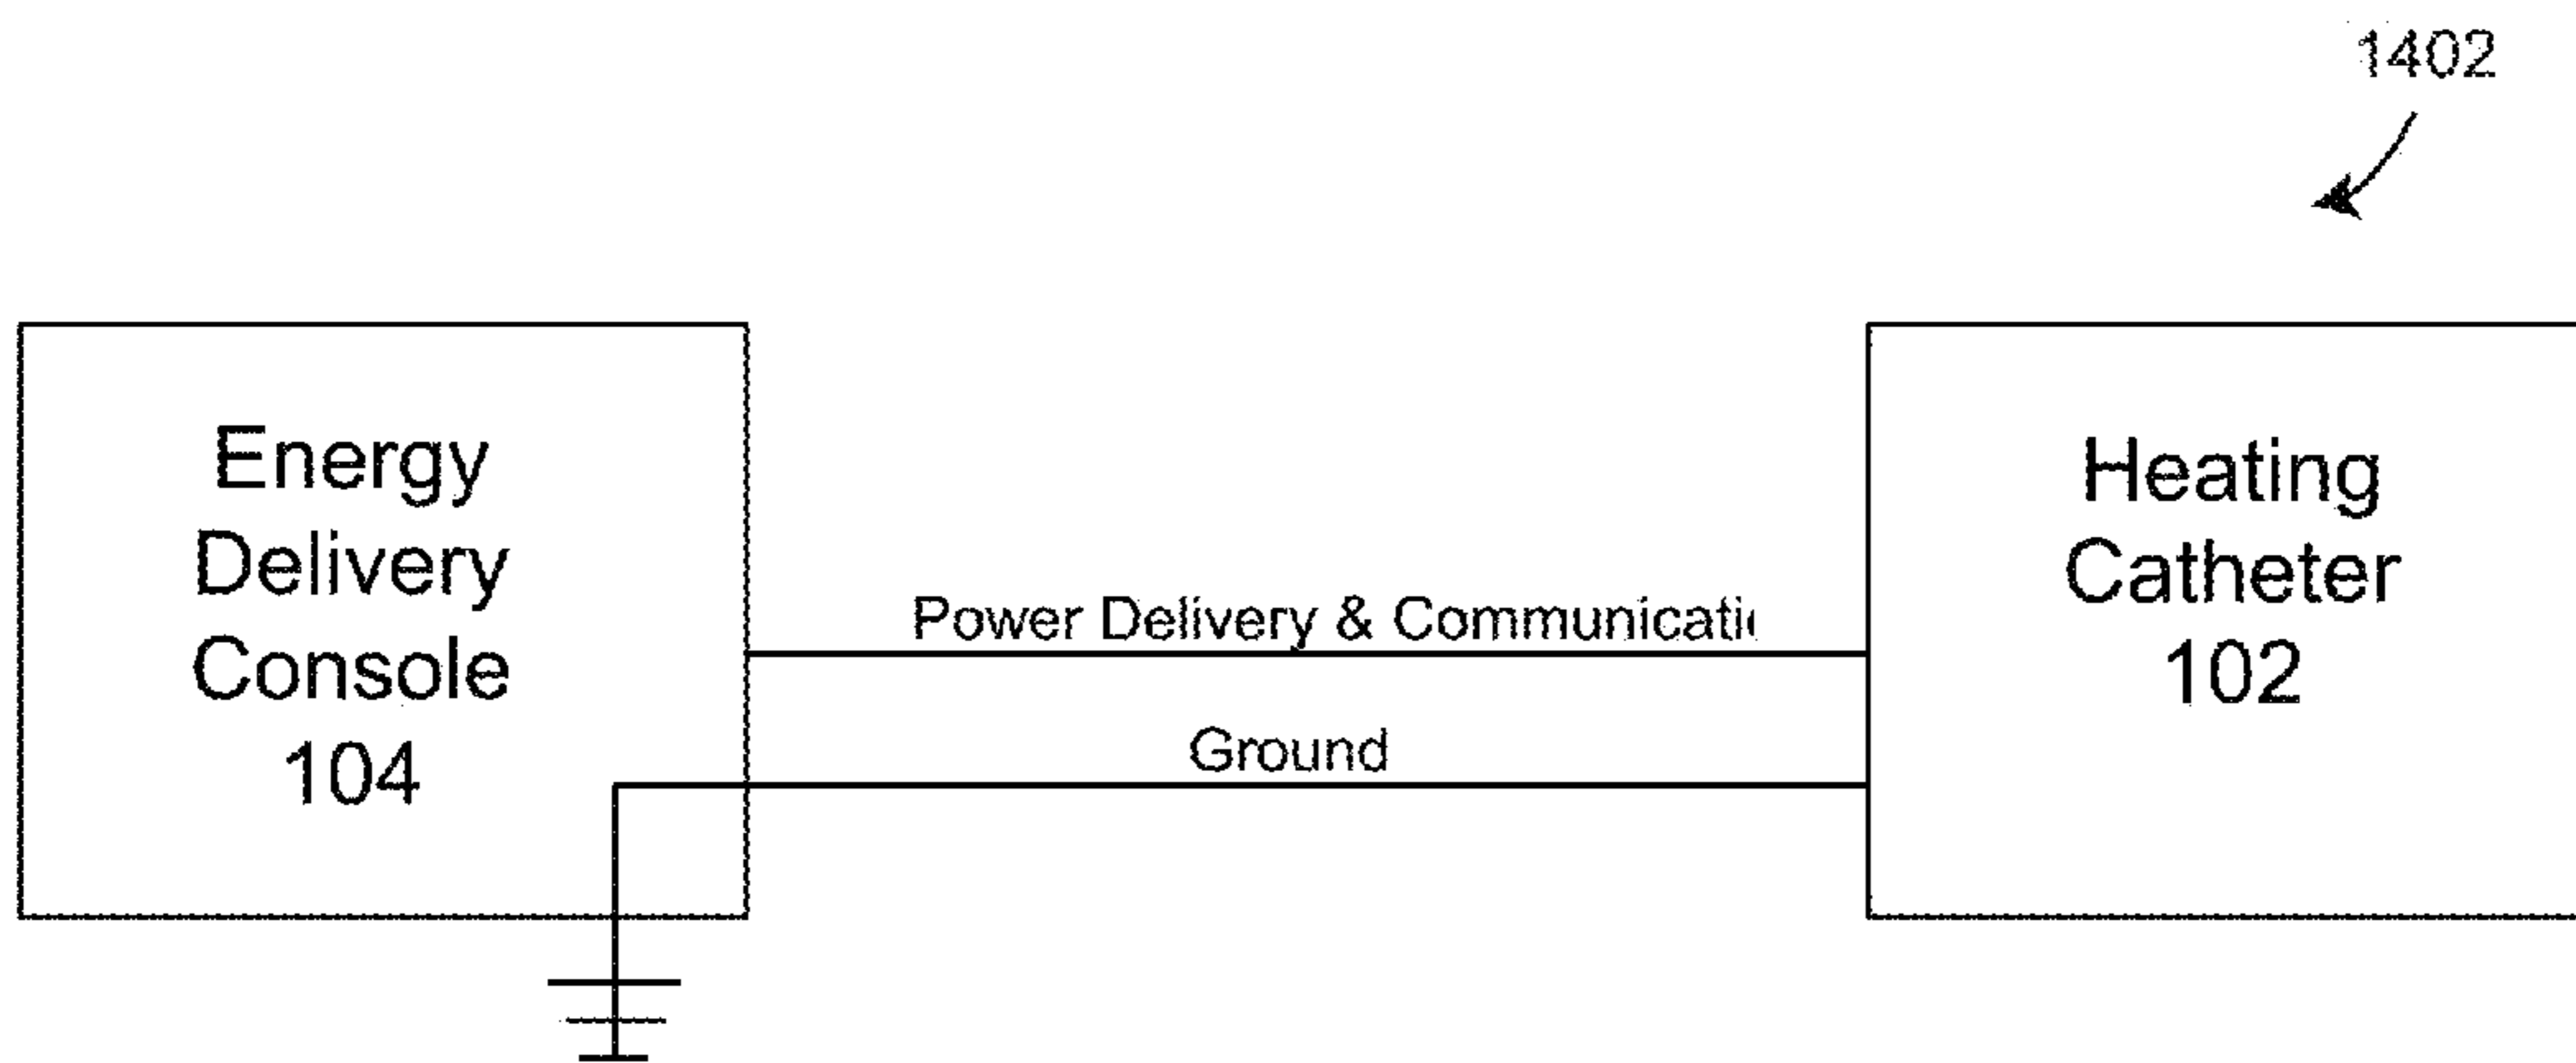 1402
Energy
Delivery
Console
104
Power Delivery & Communicati
Ground
Heating
Catheter
102